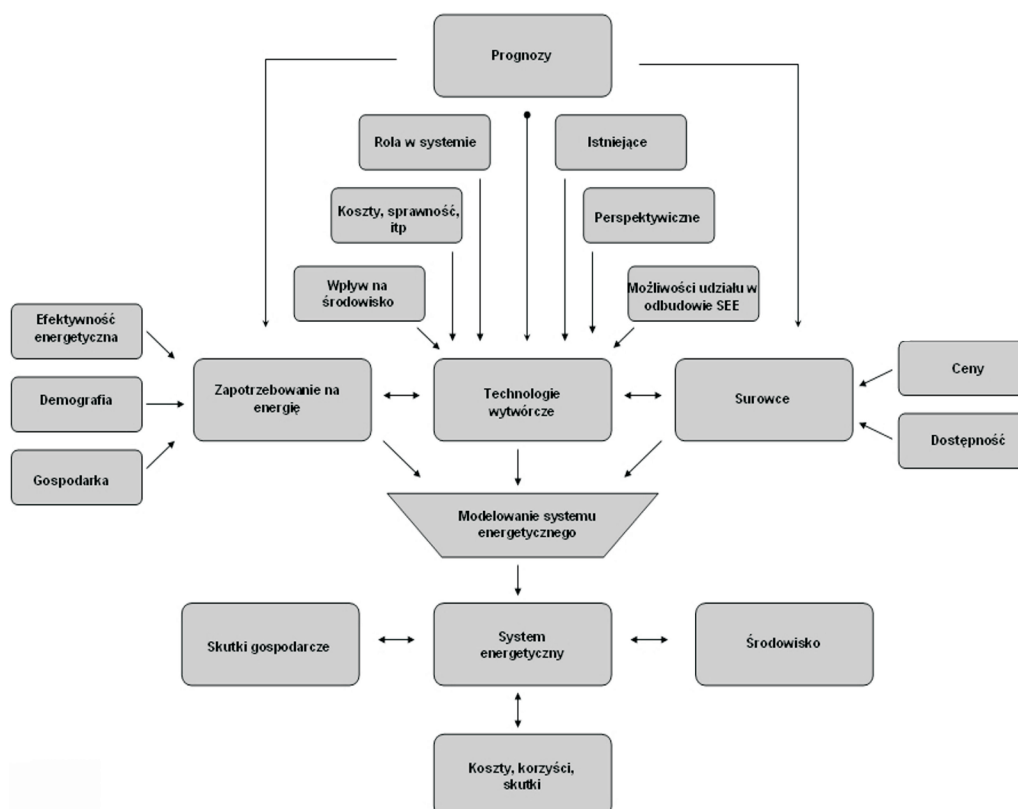 Prognozy
Rola w systemie
Istniejące
Koszty, sprawność,
itp
Perspektywiczne
Wpływ na
środowisko
Możliwości udziału w
odbudowie SEE
Efektywność
energetyczna
Demografia
Gospodarka
Zapotrzebowanie na
energię
Technologie
wytwórcze
Surowce
Ceny
Dostępność
Modelowanie systemu
energetycznego
Skutki gospodarcze
System
energetyczny
Środowisko
Koszty, korzyści,
skutki